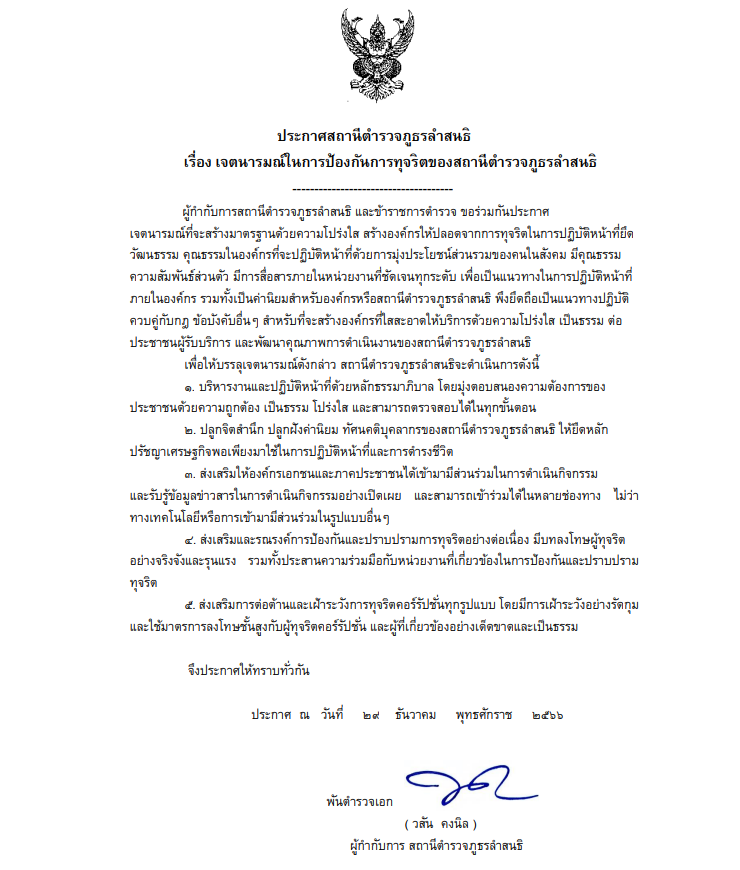 ประกาศสถานีตำรวจภูธรลำสนธิ
เรื่อง เจตนารมณ์ในการป้องกันการทุจริตของสถานีตำรวจภูธรลำสนธิ
-------------------------------------
ผู้กำกับการสถานีตำรวจภูธรลำสนธิ และข้าราชการตำรวจ ขอร่วมกันประกาศ
เจตนารมณ์ที่จะสร้างมาตรฐานด้วยความโปร่งใส สร้างองค์กรให้ปลอดจากการทุจริตในการปฏิบัติหน้าที่ยึด
วัฒนธรรม คุณธรรมในองค์กรที่จะปฏิบัติหน้าที่ด้วยการมุ่งประโยชน์ส่วนรวมของคนในสังคม มีคุณธรรม
ความสัมพันธ์ส่วนตัว มีการสื่อสารภายในหน่วยงานที่ชัดเจนทุกระดับ เพื่อเป็นแนวทางในการปฏิบัติหน้าที่
ภายในองค์กร รวมทั้งเป็นค่านิยมสำหรับองค์กรหรือสถานีตำรวจภูธรลำสนธิ พึงยึดถือเป็นแนวทางปฏิบัติ
ควบคู่กับกฎ ข้อบังคับอื่นๆ สำหรับที่จะสร้างองค์กรที่ใสสะอาดให้บริการด้วยความโปร่งใส เป็นธรรม ต่อ
ประชาชนผู้รับบริการ และพัฒนาคุณภาพการดำเนินงานของสถานีตำรวจภูธรลำสนธิ
เพื่อให้บรรลุเจตนารมณ์ดังกล่าว สถานีตำรวจภูธรลำสนธิจะดำเนินการดังนี้
๑. บริหารงานและปฏิบัติหน้าที่ด้วยหลักธรรมาภิบาล โดยมุ่งตอบสนองความต้องการของ
ประชาชนด้วยความถูกต้อง เป็นธรรม โปร่งใส และสามารถตรวจสอบได้ในทุกขั้นตอน
๒. ปลูกจิตสำนึก ปลูกฝังค่านิยม ทัศนคติบุคลากรของสถานีตำรวจภูธรลำสนธิ ให้ยึดหลัก
ปรัชญาเศรษฐกิจพอเพียงมาใช้ในการปฏิบัติหน้าที่และการดำรงชีวิต
๓. ส่งเสริมให้องค์กรเอกชนและภาคประชาชนได้เข้ามามีส่วนร่วมในการดำเนินกิจกรรม
และรับรู้ข้อมูลข่าวสารในการดำเนินกิจกรรมอย่างเปิดเผย และสามารถเข้าร่วมได้ในหลายช่องทาง ไม่ว่า
ทางเทคโนโลยีหรือการเข้ามามีส่วนร่วมในรูปแบบอื่นๆ
๔. ส่งเสริมและรณรงค์การป้องกันและปราบปรามการทุจริตอย่างต่อเนื่อง มีบทลงโทษผู้ทุจริต
อย่างจริงจังและรุนแรง รวมทั้งประสานความร่วมมือกับหน่วยงานที่เกี่ยวข้องในการป้องกันและปราบปราม
ทุจริต
๕. ส่งเสริมการต่อต้านและเฝ้าระวังการทุจริตคอร์รัปชั่นทุกรูปแบบ โดยมีการเฝ้าระวังอย่างรัดกุม
และใช้มาตรการลงโทษชั้นสูงกับผู้ทุจริตคอร์รัปชั่น และผู้ที่เกี่ยวข้องอย่างเด็ดขาดและเป็นธรรม
จึงประกาศให้ทราบทั่วกัน
ประกาศ ณ วันที่ ๒๙ ธันวาคม พุทธศักราช ๒๕๖๖
พันตำรวจเอก
( วสัน คงนิล )
ผู้กำกับการ สถานีตำรวจภูธรลำสนธิ